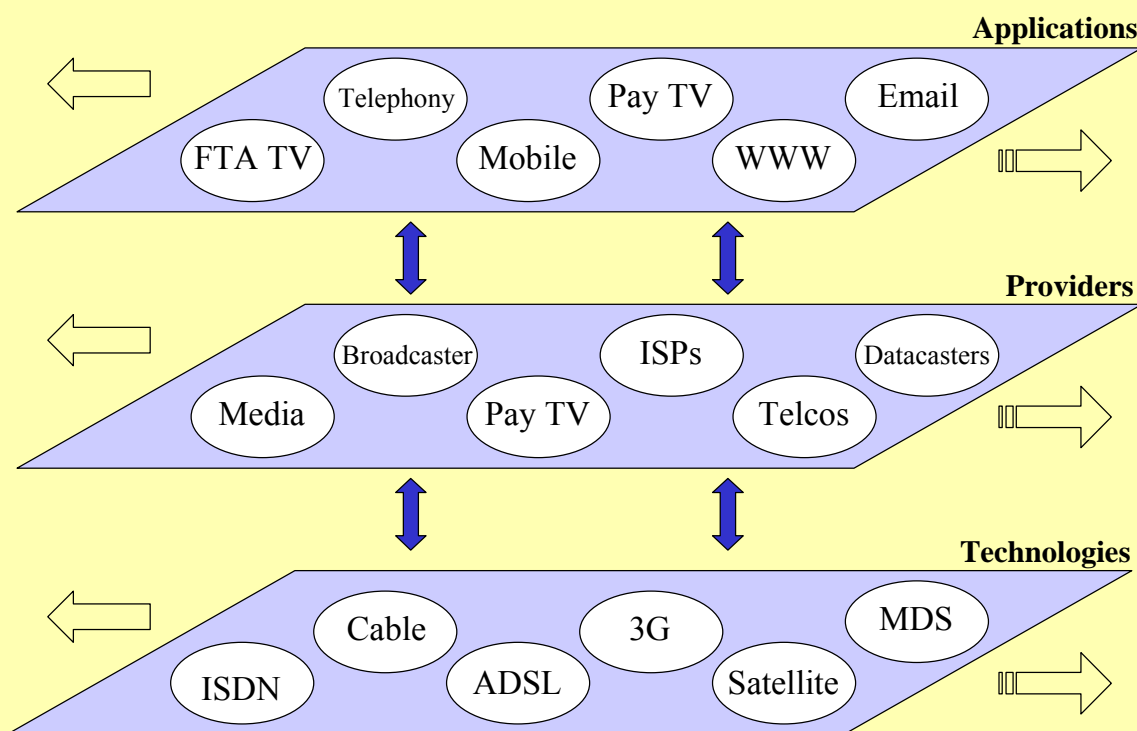 Applications
Telephony
Pay TV
Email
FTA TV
Mobile
WWW
Providers
Broadcaster
ISPs
Datacasters
Media
Pay TV
Telcos
Technologies
Cable
3G
MDS
ISDN
ADSL
Satellite